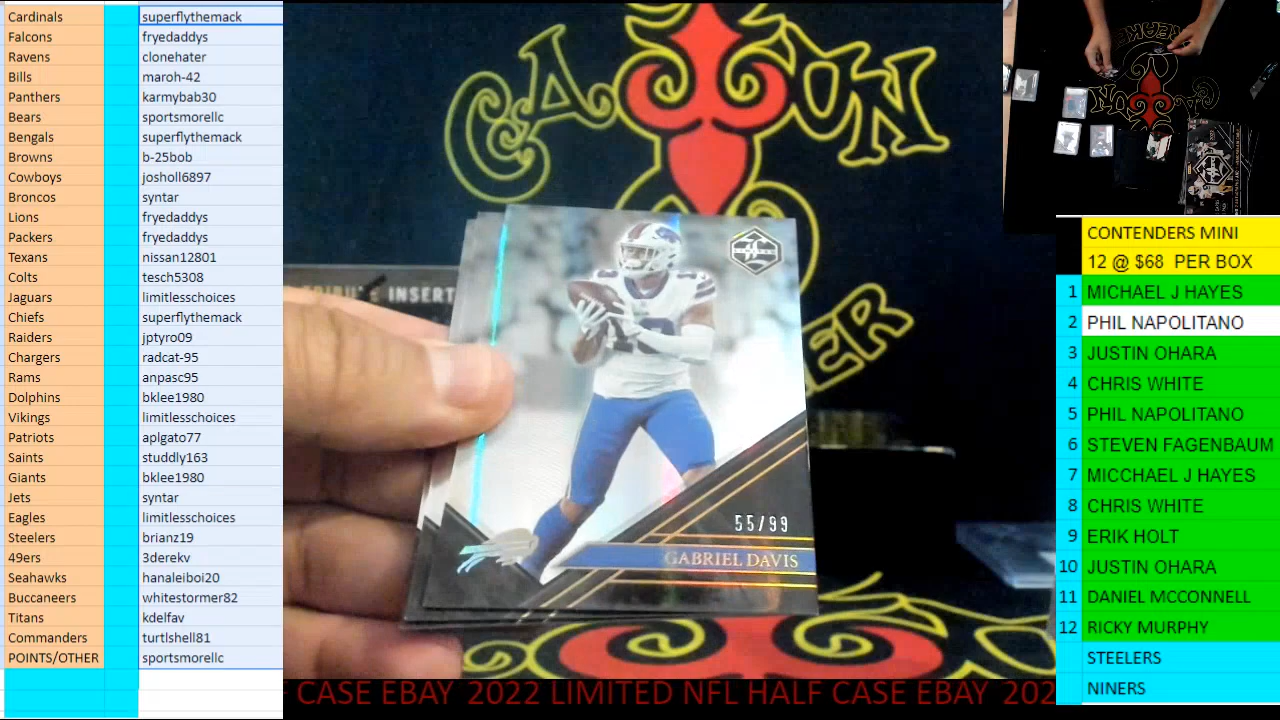 Cardinals superflythemack
Falcons fryedaddys
Ravens clonehater
Bills maroh-42
Panthers karmybab30
Bears sportsmorellc
Bengals superflythemack
Browns b-25bob
Cowboys josholl6897
Broncos syntar
Lions fryedaddys
Packers fryedaddys
Texans nissan12801
Colts tesch5308
Jaguars limitlesschoices
Chiefs superflythemack
Raiders jptyro09
Chargers radcat-95
Rams anpasc95
Dolphins bklee1980
Vikings limitlesschoices
Patriots aplgato77
Saints studdly163
Giants bklee1980
Jets syntar
Eagles limitlesschoices
Steelers brianz19
49ers 3derekv
Seahawks hanaleiboi20
Buccaneers whitestormer82
Titans kdelfav
Commanders turtlshell81
POINTS/OTHER sportsmorellc
INSERT
55/99
GABRIEL DAVIS
CASE EBAY 2022 LIMITED NFL HALF CASE EBAY 202
CONTENDERS MINI
12 @ $68 PER BOX
1 MICHAEL J HAYES
2 PHIL NAPOLITANO
3 JUSTIN OHARA
4 CHRIS WHITE
5 PHIL NAPOLITANO
6 STEVEN FAGENBAUM
7 MICCHAEL J HAYES
8 CHRIS WHITE
9 ERIK HOLT
10 JUSTIN OHARA
11 DANIEL MCCONNELL
12 RICKY MURPHY
STEELERS
NINERS